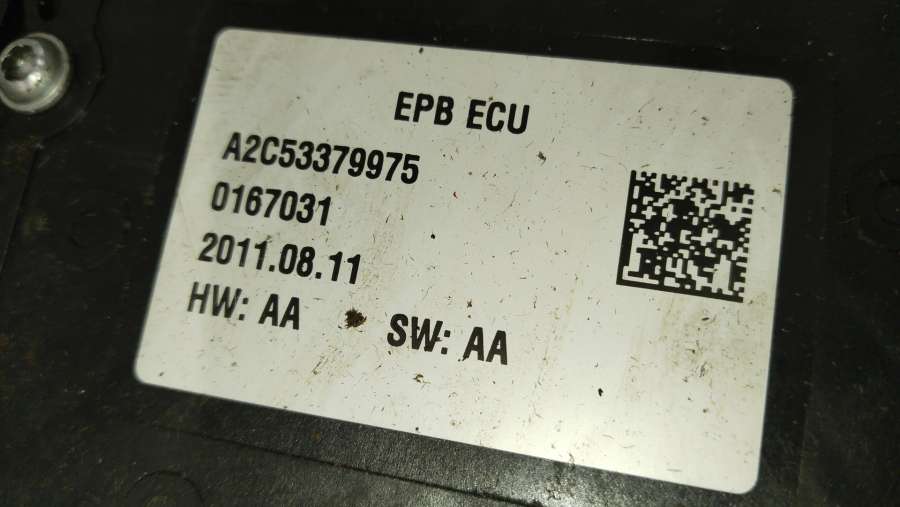 EPB ECU
A2C53379975
0167031
2011.08.11
HW: AA SW: AA